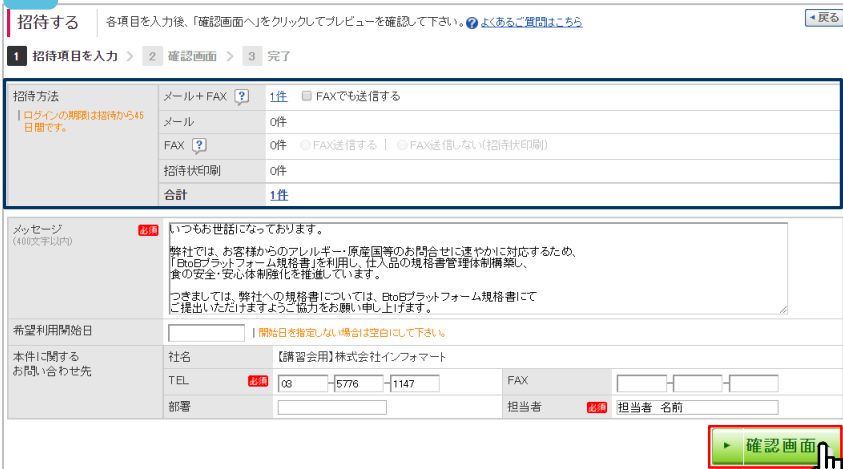 招待する 各項目を入力後、「確認画面へ」をクリックしてプレビューを確認して下さい。 ? よくあるご質問はこちら 戻る
1 招待項目を入力 > 2 確認画面 > 3 完了
招待方法 メール+FAX ? 1件 FAXでも送信する
ログインの期限は招待から45
日間です。
メール 0件
FAX ? 0件 FAX送信する | FAX送信しない(招待状印刷)
招待状印刷 0件
合計 1件
メッセージ 必須
(400文字以内)
いつもお世話になっております。
弊社では、お客様からのアレルギー・原産国等のお問合せに速やかに対応するため、
「BtoBプラットフォーム規格書」を利用し、仕入品の規格書管理体制構築し、
食の安全・安心体制強化を推進しています。
つきましては、弊社への規格書については、BtoBプラットフォーム規格書にて
ご提出いただけますようご協力をお願い申し上げます。
希望利用開始日 開始日を指定しない場合は空白にして下さい。
本件に関する
お問い合わせ先
社名 【講習会用】株式会社インフォマート
TEL 必須 03 - 5776 - 1147 FAX - -
部署 担当者 必須 担当者 名前
確認画面